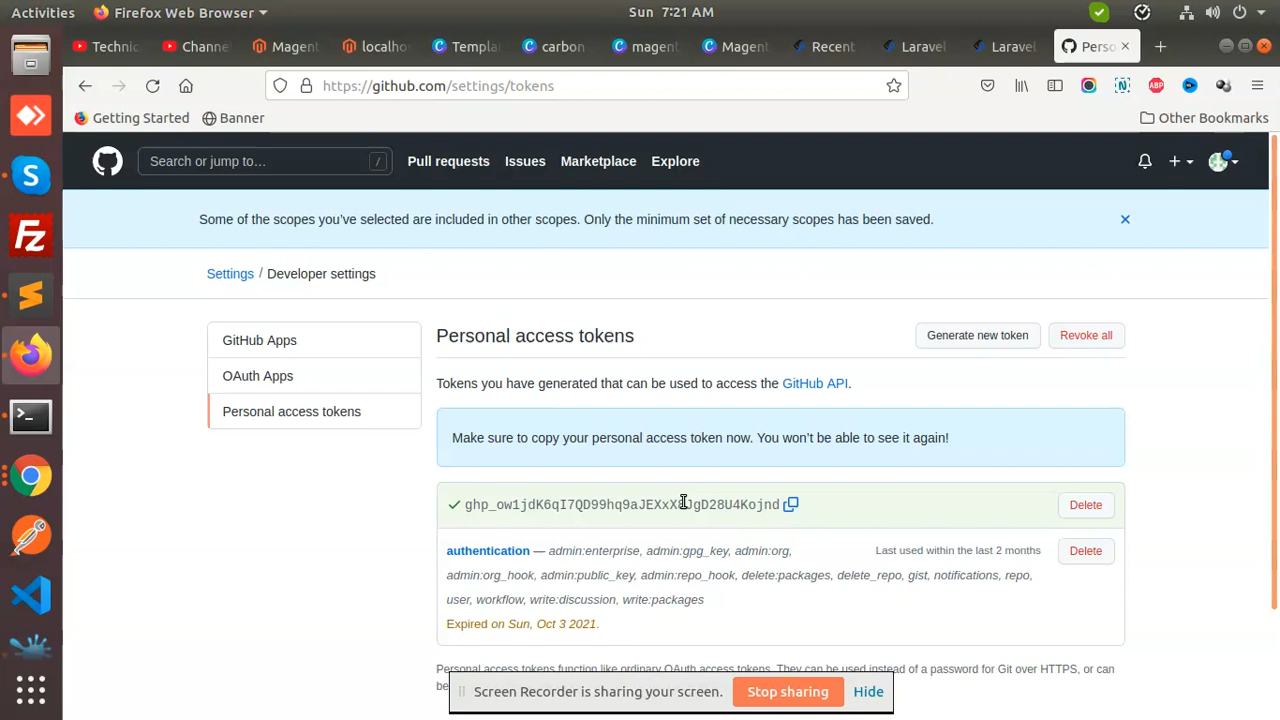 Activities Firefox Web Browser Sun 7:21 AM
Technic Channe Magent localho Templa carbon magent Magent Recent Laravel Laravel Perso
https://github.com/settings/tokens
Getting Started Banner Other Bookmarks
Search or jump to… / Pull requests Issues Marketplace Explore
Some of the scopes you've selected are included in other scopes. Only the minimum set of necessary scopes has been saved.
Settings / Developer settings
GitHub Apps
OAuth Apps
Personal access tokens
Personal access tokens Generate new token Revoke all
Tokens you have generated that can be used to access the GitHub API.
Make sure to copy your personal access token now. You won't be able to see it again!
Delete
authentication — admin:enterprise, admin:gpg_key, admin:org, Last used within the last 2 months Delete
admin:org_hook, admin:public_key, admin:repo_hook, delete:packages, delete_repo, gist, notifications, repo,
user, workflow, write:discussion, write:packages
Expired on Sun, Oct 3 2021.
Personal access tokens function like ordinary OAuth access tokens. They can be used instead of a password for Git over HTTPS, or can
be
Screen Recorder is sharing your screen. Stop sharing Hide